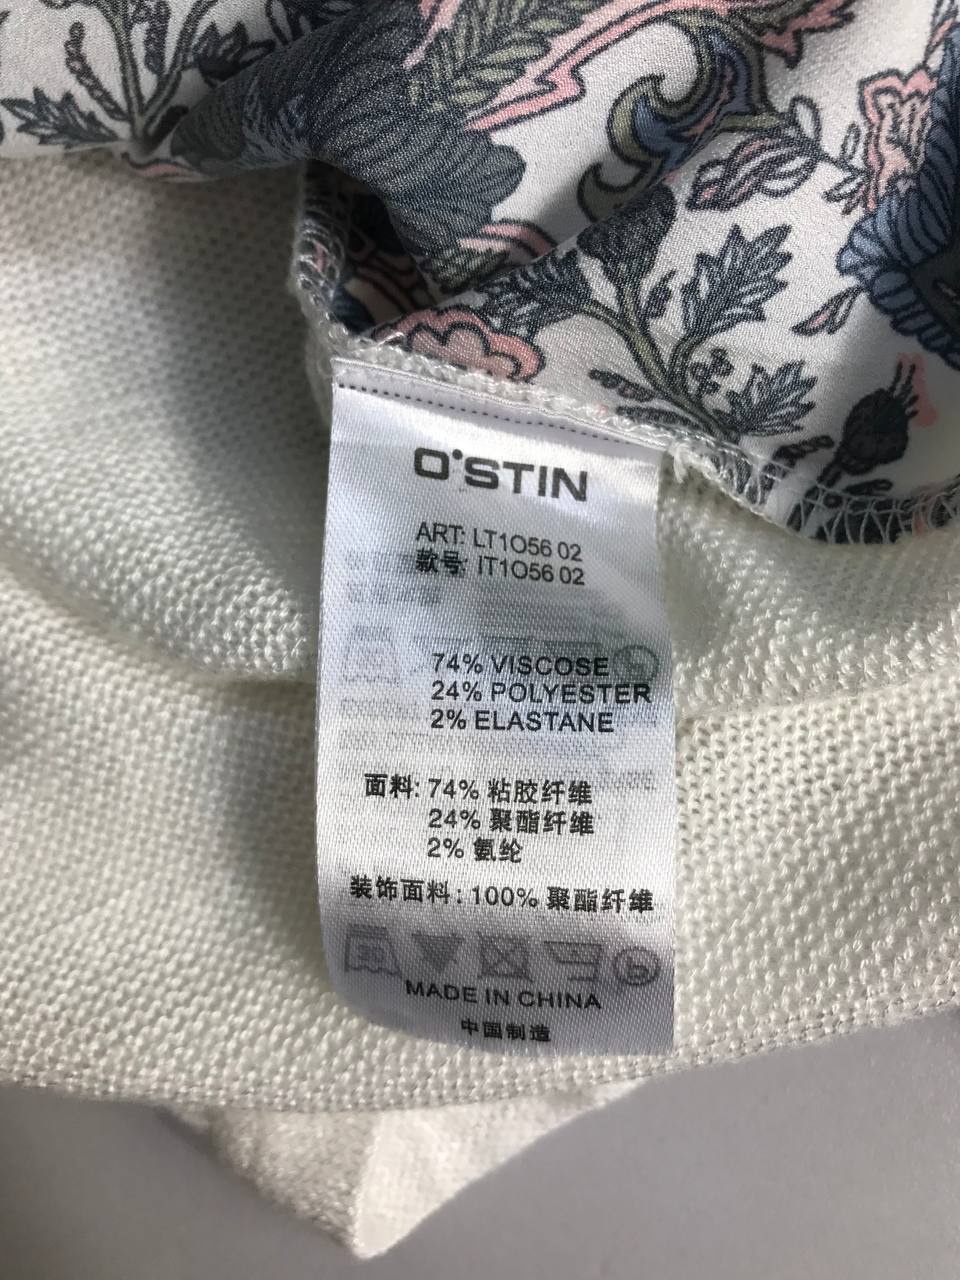 O'STIN
ART: LT1O56 02
款号: IT1O56 02
74% VISCOSE
24% POLYESTER
2% ELASTANE
面料: 74% 粘胶纤维
24% 聚酯纤维
2% 氨纶
装饰面料: 100% 聚酯纤维
MADE IN CHINA
中国制造